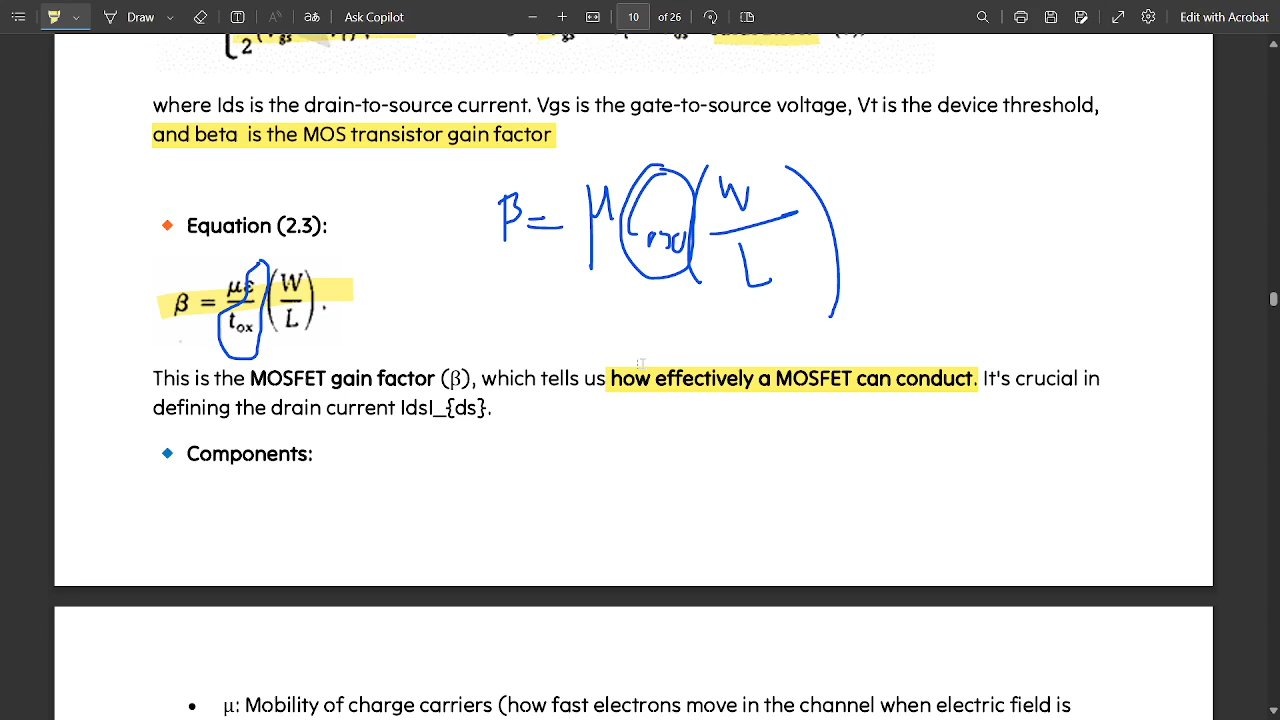 Draw
Ask Copilot
10 of 26
Edit with Acrobat
where Ids is the drain-to-source current. Vgs is the gate-to-source voltage, Vt is the device threshold,
and beta is the MOS transistor gain factor
β = μ Cox (W/L)
Equation (2.3):
β = με/tox (W/L).
This is the MOSFET gain factor (β), which tells us how effectively a MOSFET can conduct. It's crucial in
defining the drain current IdsI_{ds}.
Components:
• μ: Mobility of charge carriers (how fast electrons move in the channel when electric field is